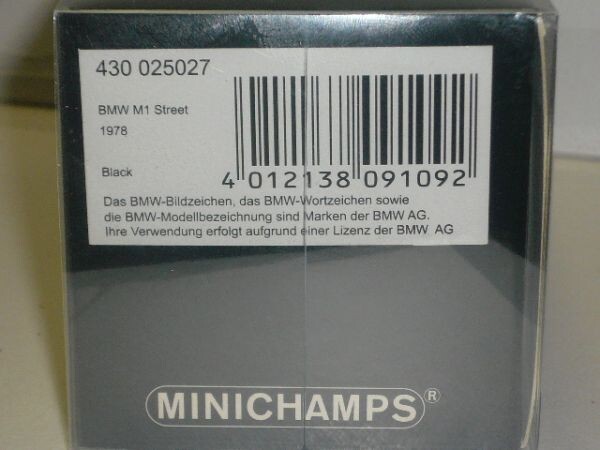 430 025027
BMW M1 Street
1978
Black
4 012138 091092
Das BMW-Bildzeichen, das BMW-Wortzeichen sowie
die BMW-Modellbezeichnung sind Marken der BMW AG.
Ihre Verwendung erfolgt aufgrund einer Lizenz der BMW AG
MINICHAMPS®